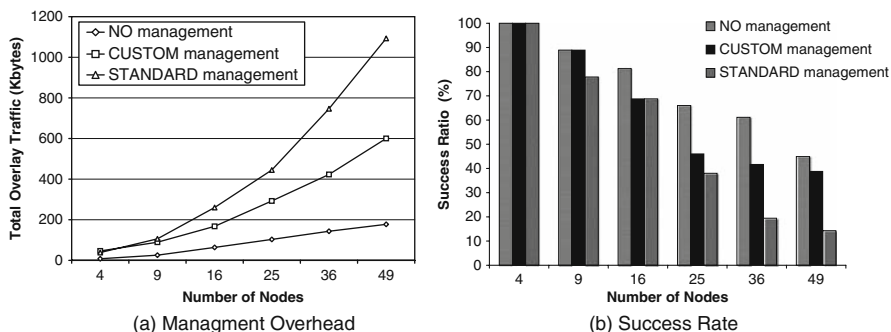 1200
1000
800
600
400
200
0
Total Overlay Traffic (Kbytes)
NO management
CUSTOM management
STANDARD management
4 9 16 25 36 49
Number of Nodes
(a) Managment Overhead
100
90
80
70
60
50
40
30
20
10
0
Success Ratio (%)
NO management
CUSTOM management
STANDARD management
4 9 16 25 36 49
Number of Nodes
(b) Success Rate